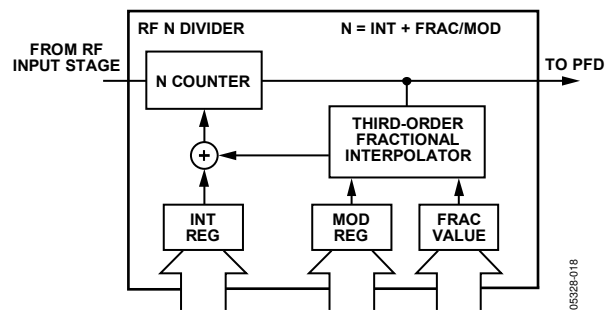 RF N DIVIDER
N = INT + FRAC/MOD
FROM RF
INPUT STAGE
TO PFD
N COUNTER
THIRD-ORDER
FRACTIONAL
INTERPOLATOR
+
INT
REG
MOD
REG
FRAC
VALUE
05328-018